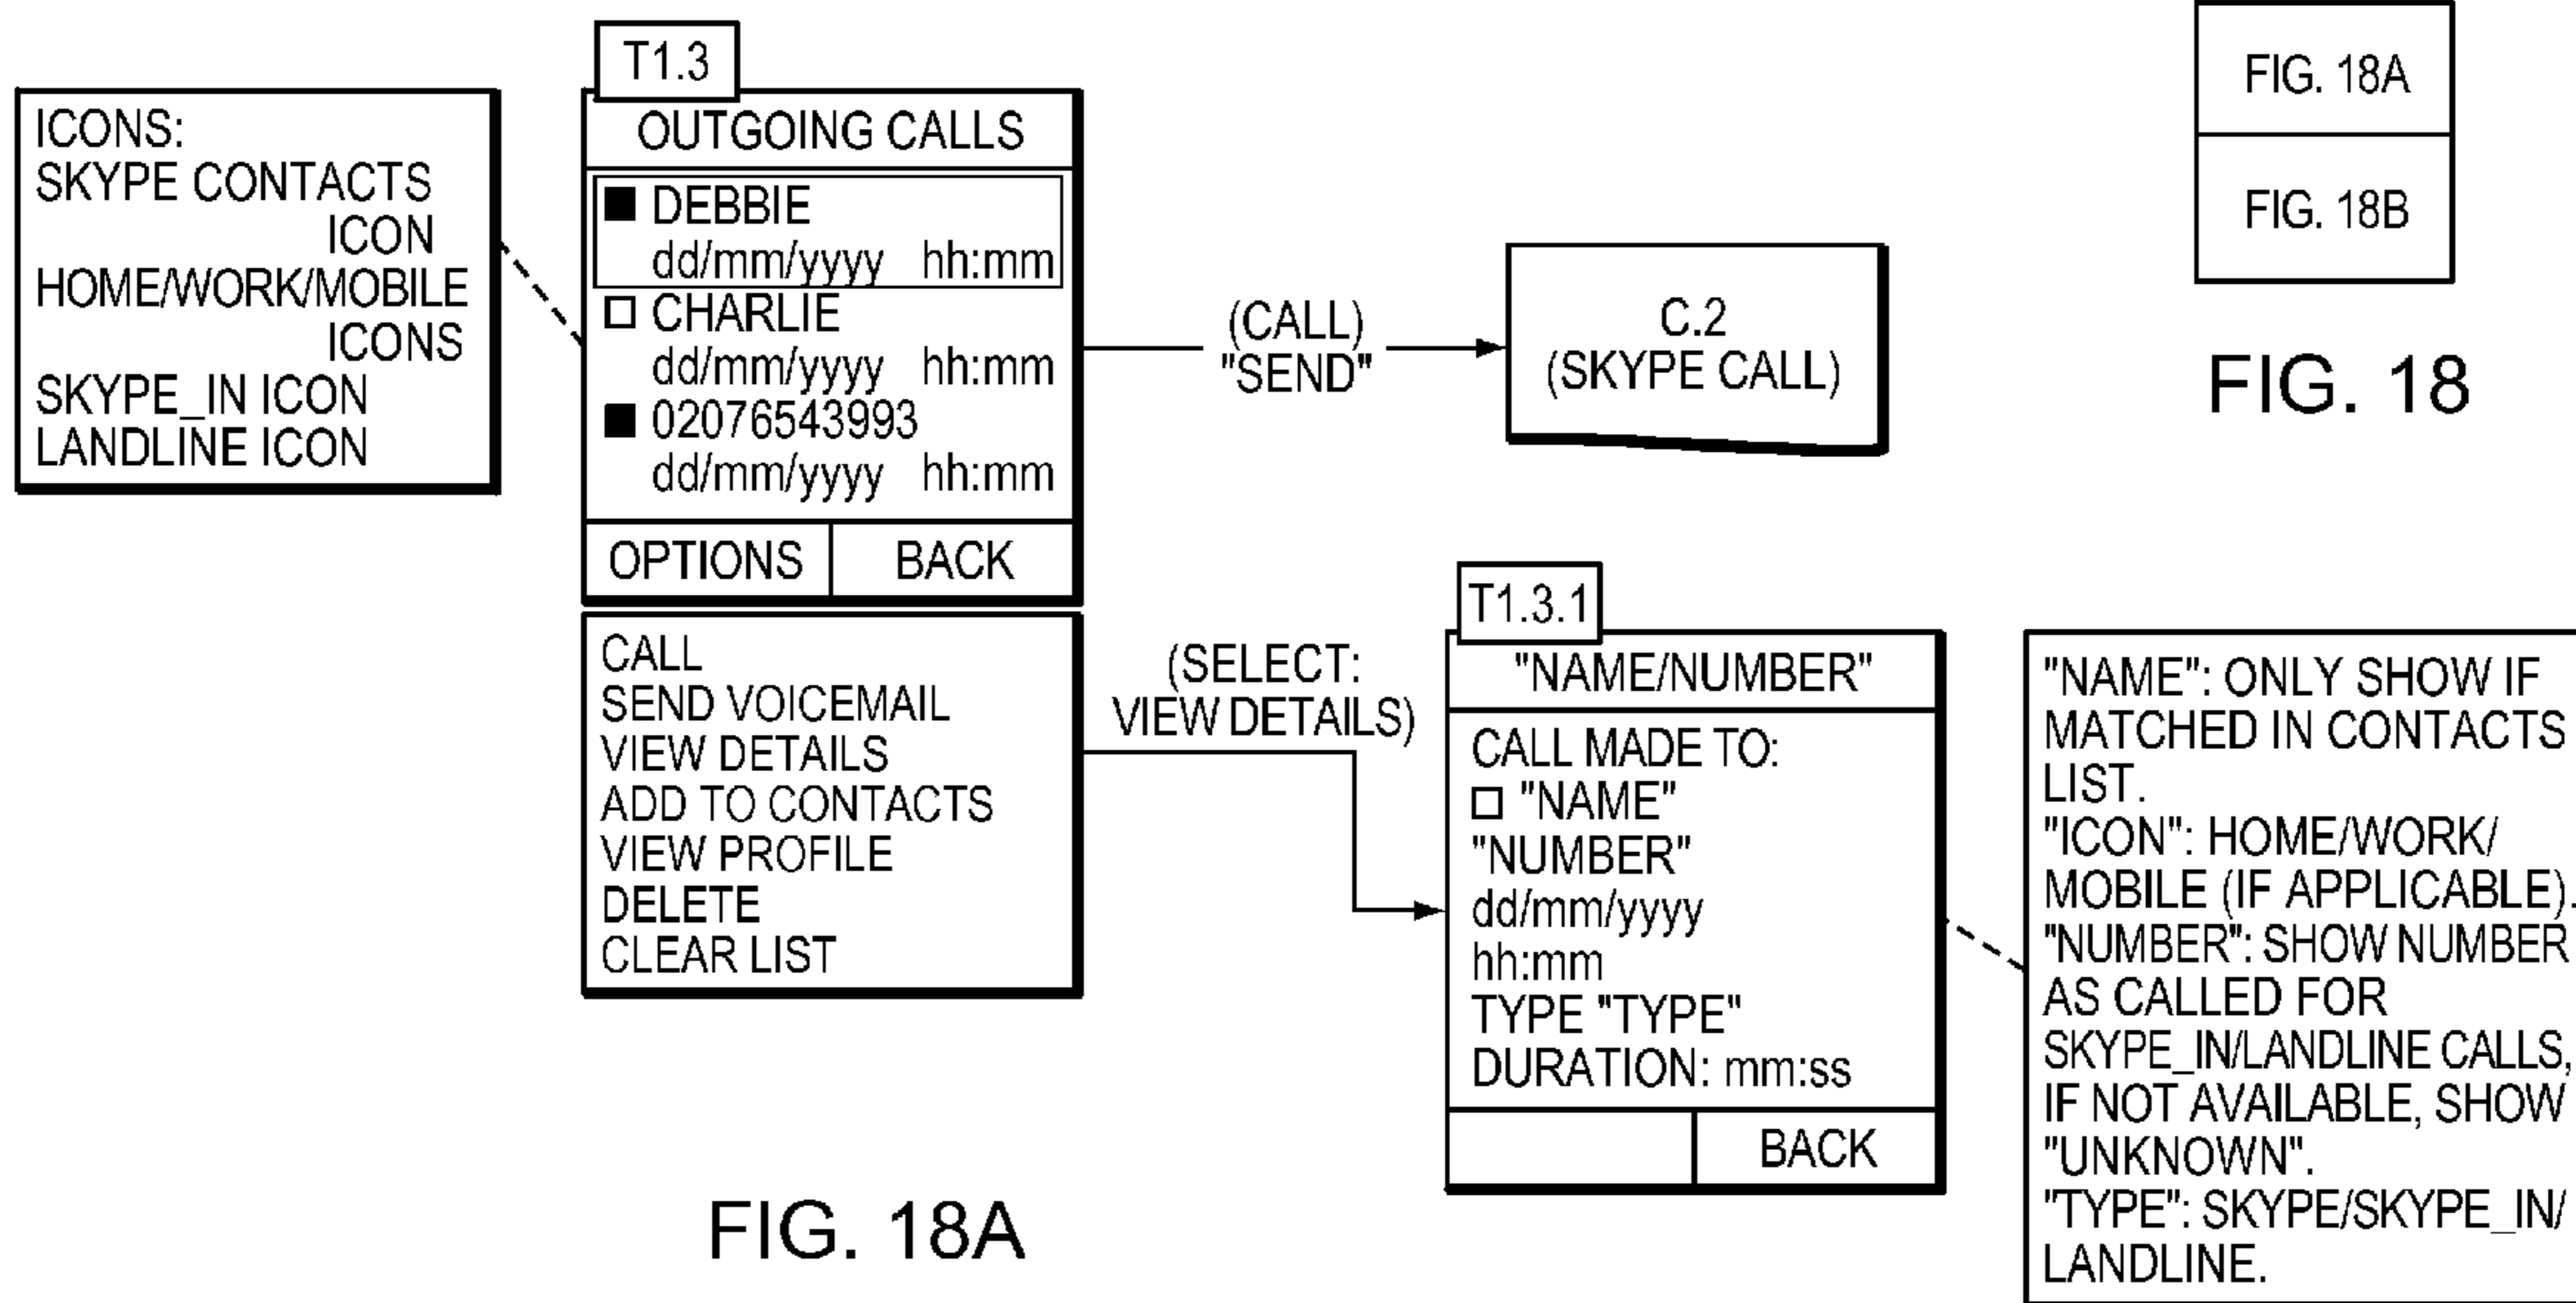 ICONS:
SKYPE CONTACTS
ICON
HOME/WORK/MOBILE
ICONS
SKYPE_IN ICON
LANDLINE ICON
T1.3
OUTGOING CALLS
DEBBIE
dd/mm/yyyy hh:mm
CHARLIE
dd/mm/yyyy hh:mm
02076543993
dd/mm/yyyy hh:mm
OPTIONS BACK
(CALL)
"SEND"
C.2
(SKYPE CALL)
FIG. 18A
FIG. 18B
FIG. 18
CALL
SEND VOICEMAIL
VIEW DETAILS
ADD TO CONTACTS
VIEW PROFILE
DELETE
CLEAR LIST
(SELECT:
VIEW DETAILS)
T1.3.1
"NAME/NUMBER"
CALL MADE TO:
"NAME"
"NUMBER"
dd/mm/yyyy
hh:mm
TYPE "TYPE"
DURATION: mm:ss
BACK
"NAME": ONLY SHOW IF
MATCHED IN CONTACTS
LIST.
"ICON": HOME/WORK/
MOBILE (IF APPLICABLE).
"NUMBER": SHOW NUMBER
AS CALLED FOR
SKYPE_IN/LANDLINE CALLS,
IF NOT AVAILABLE, SHOW
"UNKNOWN".
"TYPE": SKYPE/SKYPE_IN/
LANDLINE.
FIG. 18A